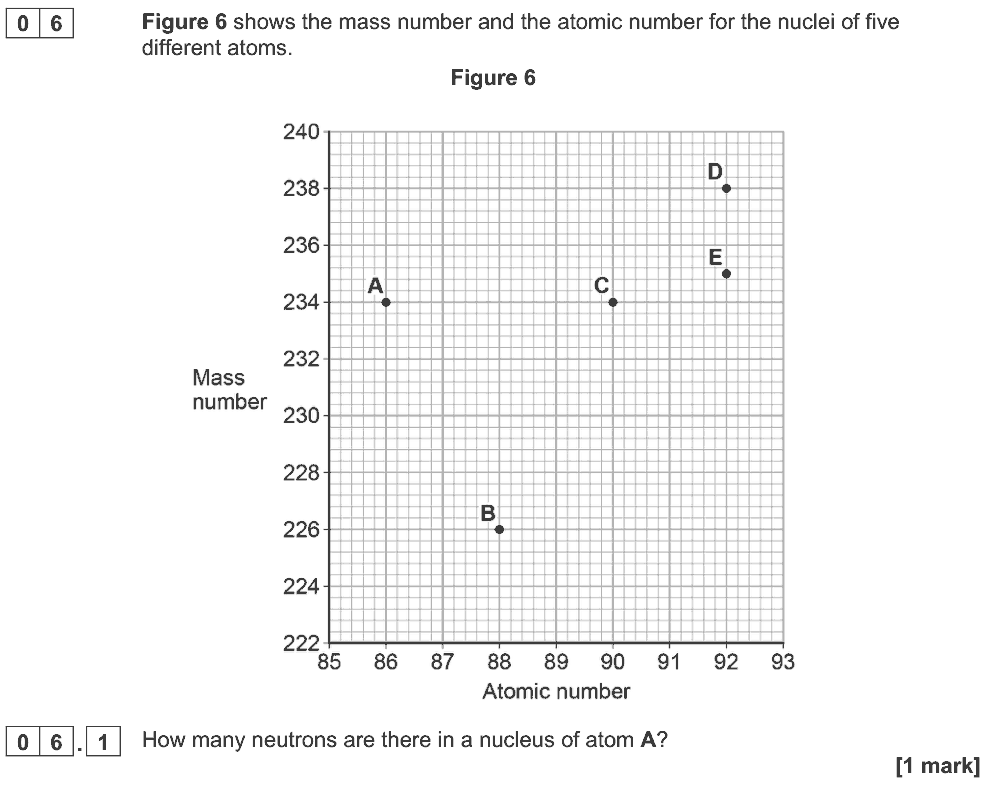 0 6 Figure 6 shows the mass number and the atomic number for the nuclei of five
different atoms.
Figure 6
240
238
236
234
232
230
228
226
224
222
Mass
number
A
B
C
D
E
85 86 87 88 89 90 91 92 93
Atomic number
0 6 . 1 How many neutrons are there in a nucleus of atom A?
[1 mark]